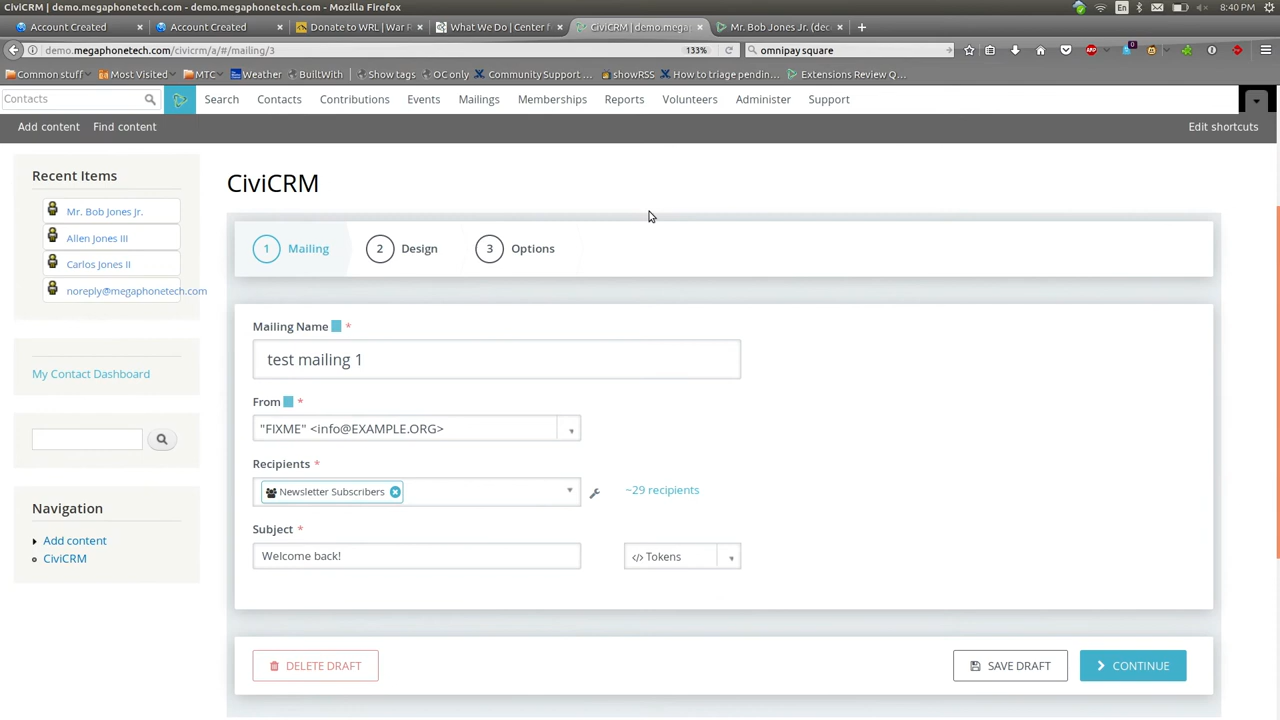 CiviCRM | demo.megaphonetech.com - demo.megaphonetech.com - Mozilla Firefox
En
8:40 PM
Account Created
Account Created
Donate to WRL | War R
What We Do | Center f
CiviCRM | demo.mega
Mr. Bob Jones Jr. (dec
demo.megaphonetech.com/civicrm/a/#/mailing/3
133%
omnipay square
0
Common stuff
Most Visited
MTC
Weather
BuiltWith
Show tags
OC only
Community Support ...
showRSS
How to triage pendin...
Extensions Review Q...
Contacts
Search
Contacts
Contributions
Events
Mailings
Memberships
Reports
Volunteers
Administer
Support
Add content
Find content
Edit shortcuts
Recent Items
Mr. Bob Jones Jr.
Allen Jones III
Carlos Jones II
noreply@megaphonetech.com
My Contact Dashboard
Navigation
Add content
CiviCRM
CiviCRM
1 Mailing
2 Design
3 Options
Mailing Name *
test mailing 1
From *
"FIXME" <info@EXAMPLE.ORG>
Recipients *
Newsletter Subscribers
~29 recipients
Subject *
Welcome back!
</> Tokens
DELETE DRAFT
SAVE DRAFT
CONTINUE